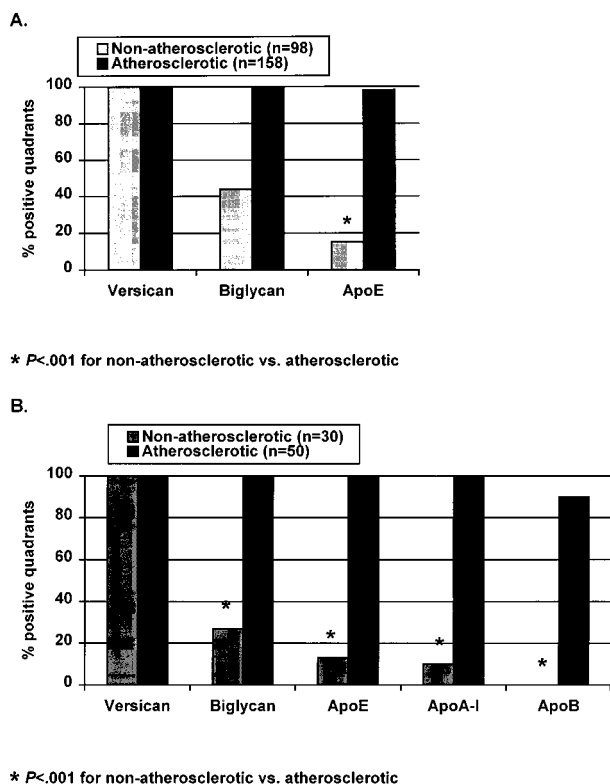 A.
Non-atherosclerotic (n=98)
Atherosclerotic (n=158)
% positive quadrants
100
80
60
40
20
0
*
Versican Biglycan ApoE
* P<.001 for non-atherosclerotic vs. atherosclerotic
B.
Non-atherosclerotic (n=30)
Atherosclerotic (n=50)
% positive quadrants
100
80
60
40
20
0
* * * *
Versican Biglycan ApoE ApoA-I ApoB
* P<.001 for non-atherosclerotic vs. atherosclerotic